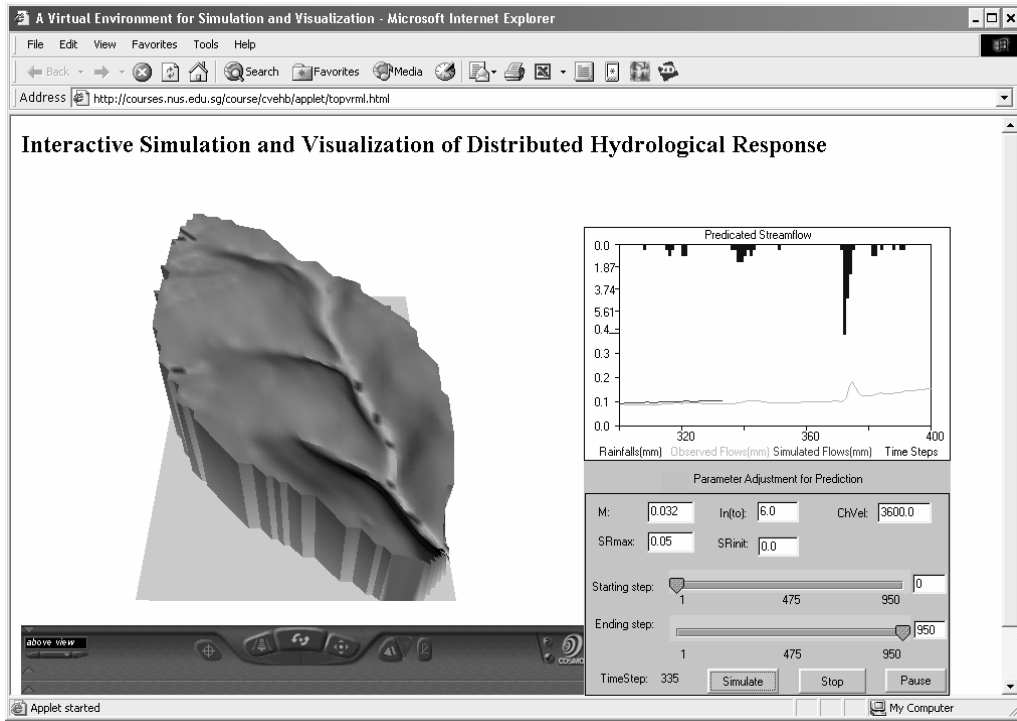 A Virtual Environment for Simulation and Visualization - Microsoft Internet Explorer
File Edit View Favorites Tools Help
Back Search Favorites Media
Address http://courses.nus.edu.sg/course/cvehb/applet/topvrml.html
Interactive Simulation and Visualization of Distributed Hydrological Response
Predicated Streamflow
0.0
1.87
3.74
5.61
0.4
0.3
0.2
0.1
0.0
320 360 400
Rainfalls(mm) Observed Flows(mm) Simulated Flows(mm) Time Steps
Parameter Adjustment for Prediction
M: 0.032 ln(to): 6.0 ChVel: 3600.0
SRmax: 0.05 SRinit: 0.0
Starting step: 0
1 475 950
Ending step: 950
1 475 950
TimeStep: 335 Simulate Stop Pause
above view
COSMO
Applet started My Computer